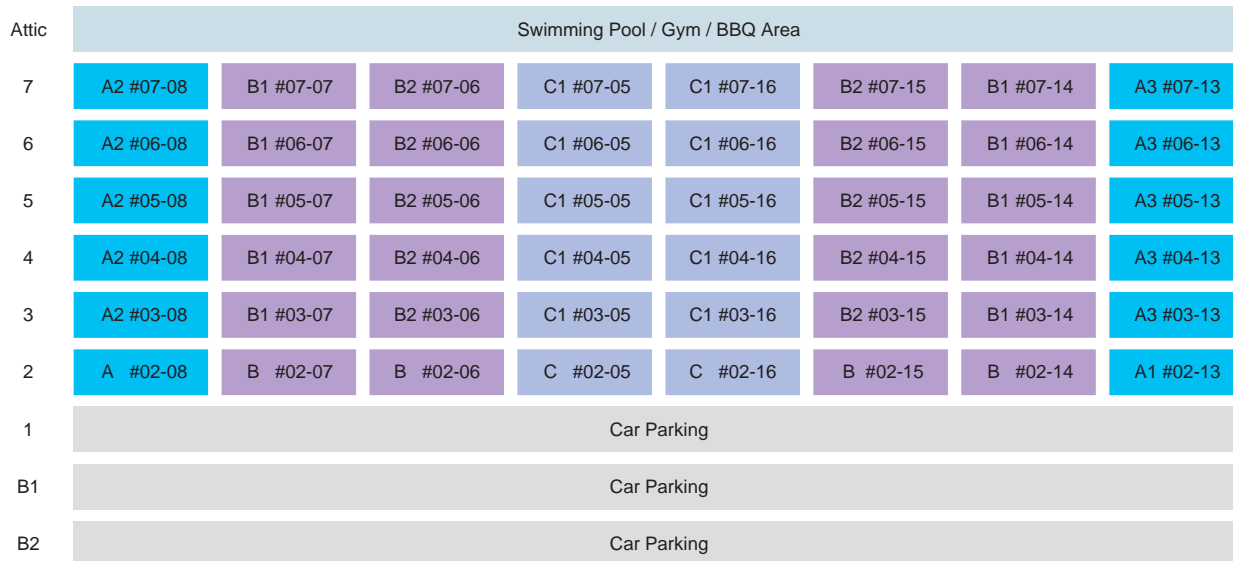 Attic Swimming Pool / Gym / BBQ Area
7 A2 #07-08 B1 #07-07 B2 #07-06 C1 #07-05 C1 #07-16 B2 #07-15 B1 #07-14 A3 #07-13
6 A2 #06-08 B1 #06-07 B2 #06-06 C1 #06-05 C1 #06-16 B2 #06-15 B1 #06-14 A3 #06-13
5 A2 #05-08 B1 #05-07 B2 #05-06 C1 #05-05 C1 #05-16 B2 #05-15 B1 #05-14 A3 #05-13
4 A2 #04-08 B1 #04-07 B2 #04-06 C1 #04-05 C1 #04-16 B2 #04-15 B1 #04-14 A3 #04-13
3 A2 #03-08 B1 #03-07 B2 #03-06 C1 #03-05 C1 #03-16 B2 #03-15 B1 #03-14 A3 #03-13
2 A #02-08 B #02-07 B #02-06 C #02-05 C #02-16 B #02-15 B #02-14 A1 #02-13
1 Car Parking
B1 Car Parking
B2 Car Parking